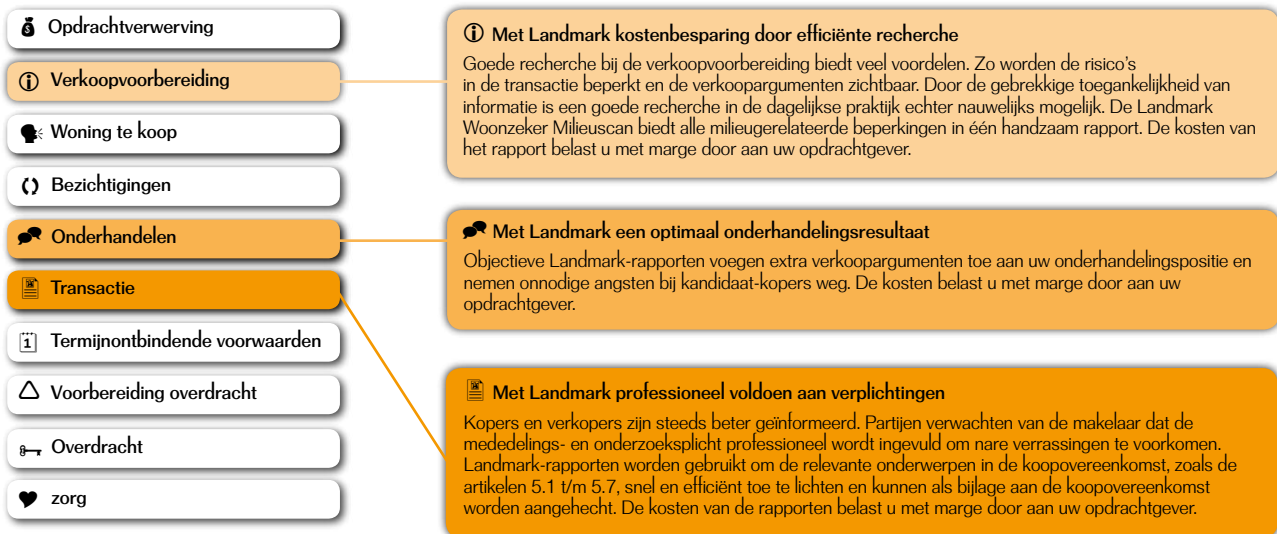 Opdrachtverwerving
Verkoopvoorbereiding
Woning te koop
Bezichtigingen
Onderhandelen
Transactie
Termijnontbindende voorwaarden
Voorbereiding overdracht
Overdracht
zorg
Met Landmark kostenbesparing door efficiënte recherche
Goede recherche bij de verkoopvoorbereiding biedt veel voordelen. Zo worden de risico's
in de transactie beperkt en de verkoopargumenten zichtbaar. Door de gebrekkige toegankelijkheid van
informatie is een goede recherche in de dagelijkse praktijk echter nauwelijks mogelijk. De Landmark
Woonzeker Milieuscan biedt alle milieugerelateerde beperkingen in één handzaam rapport. De kosten van
het rapport belast u met marge door aan uw opdrachtgever.
Met Landmark een optimaal onderhandelingsresultaat
Objectieve Landmark-rapporten voegen extra verkoopargumenten toe aan uw onderhandelingspositie en
nemen onnodige angsten bij kandidaat-kopers weg. De kosten belast u met marge door aan uw
opdrachtgever.
Met Landmark professioneel voldoen aan verplichtingen
Kopers en verkopers zijn steeds beter geïnformeerd. Partijen verwachten van de makelaar dat de
mededelings- en onderzoeksplicht professioneel wordt ingevuld om nare verrassingen te voorkomen.
Landmark-rapporten worden gebruikt om de relevante onderwerpen in de koopovereenkomst, zoals de
artikelen 5.1 t/m 5.7, snel en efficiënt toe te lichten en kunnen als bijlage aan de koopovereenkomst
worden aangehecht. De kosten van de rapporten belast u met marge door aan uw opdrachtgever.